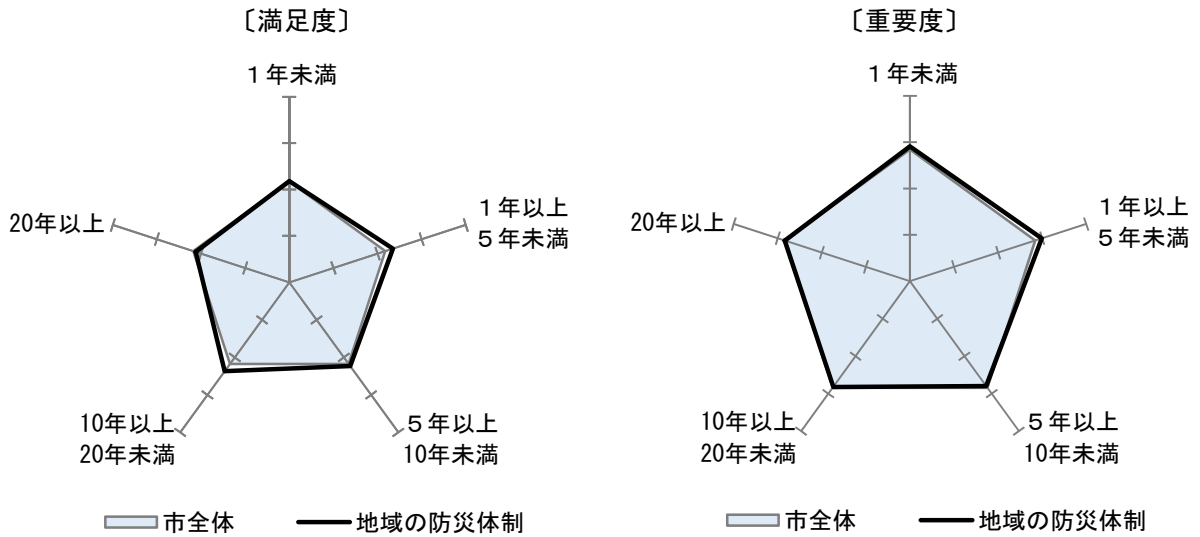 〔満足度〕
１年未満
１年以上
５年未満
５年以上
10年未満
10年以上
20年未満
20年以上
市全体
地域の防災体制
〔重要度〕
１年未満
１年以上
５年未満
５年以上
10年未満
10年以上
20年未満
20年以上
市全体
地域の防災体制